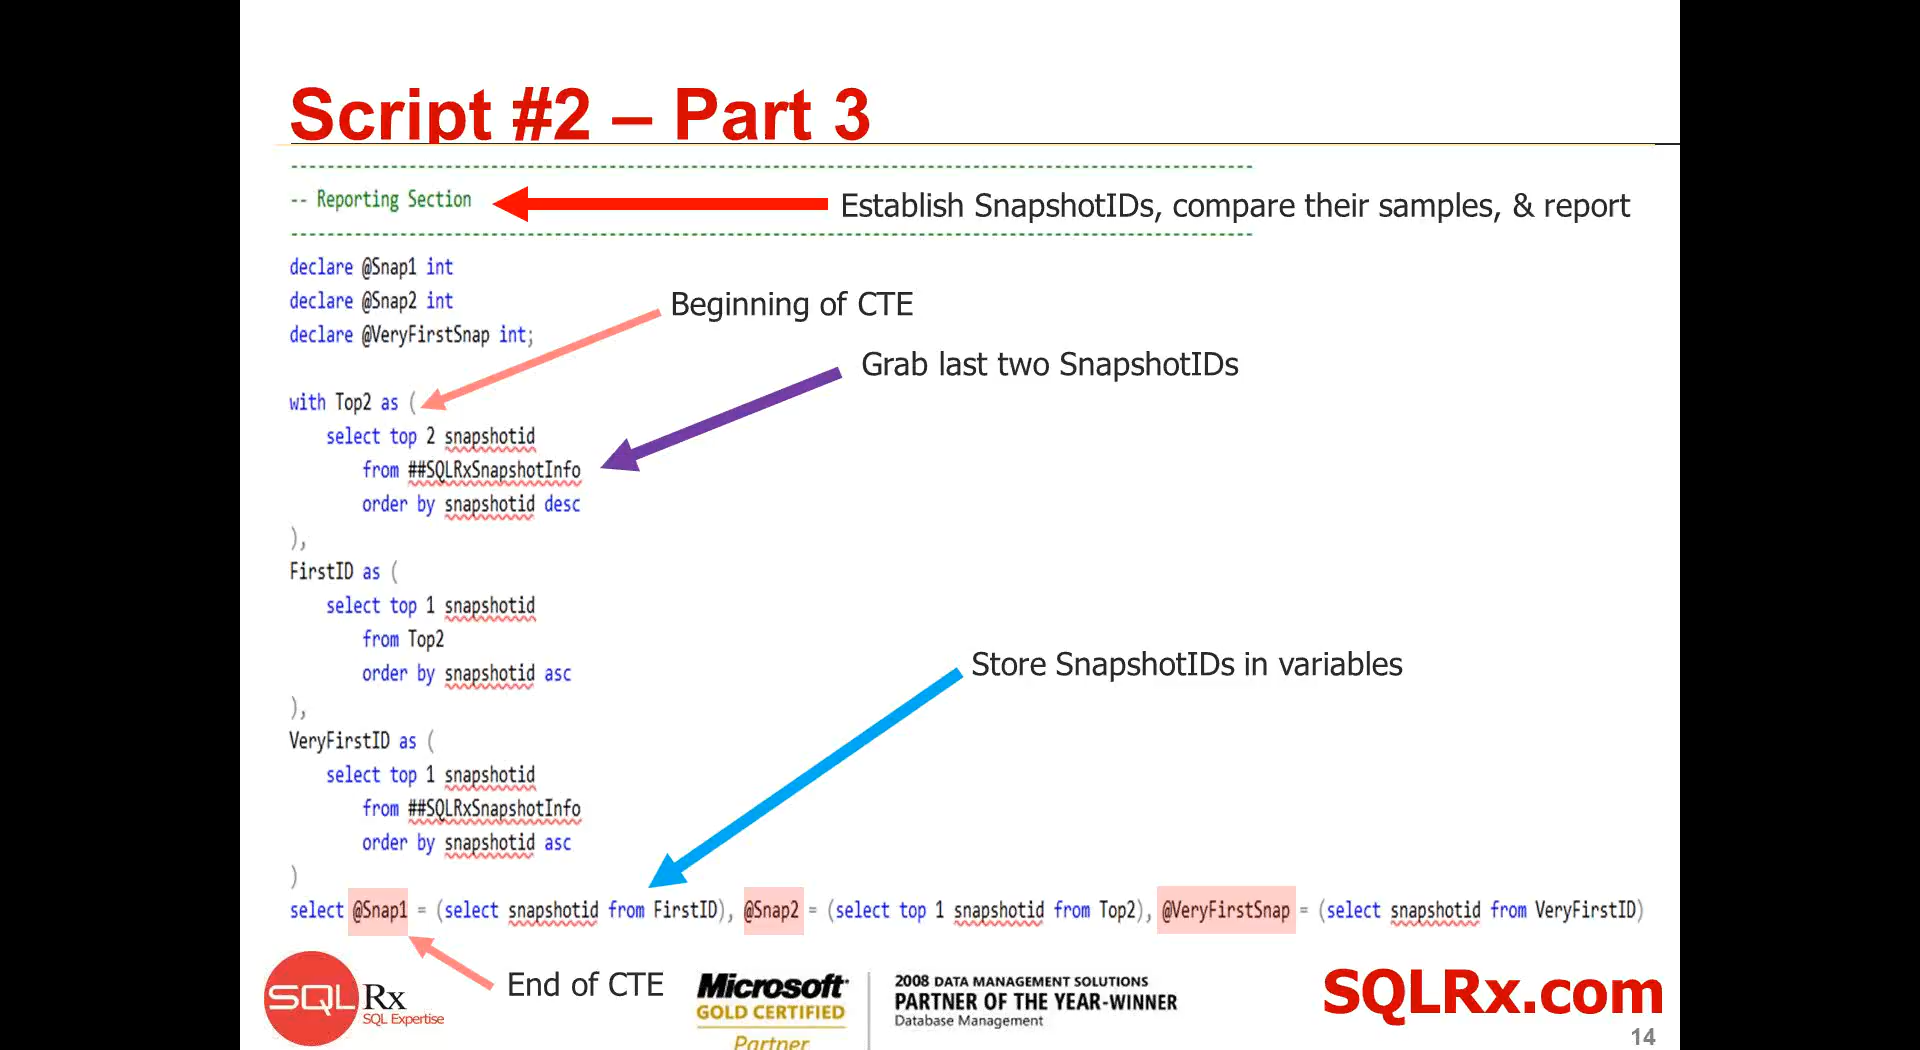 Script #2 – Part 3
--------------------------------------------------------------------------------
-- Reporting Section
Establish SnapshotIDs, compare their samples, & report
--------------------------------------------------------------------------------
declare @Snap1 int
declare @Snap2 int
Beginning of CTE
declare @VeryFirstSnap int;
Grab last two SnapshotIDs
with Top2 as (
select top 2 snapshotid
from ##SQLRxSnapshotInfo
order by snapshotid desc
),
FirstID as (
select top 1 snapshotid
from Top2
Store SnapshotIDs in variables
order by snapshotid asc
),
VeryFirstID as (
select top 1 snapshotid
from ##SQLRxSnapshotInfo
order by snapshotid asc
)
select @Snap1 = (select snapshotid from FirstID), @Snap2 = (select top 1 snapshotid from Top2), @VeryFirstSnap = (select snapshotid from VeryFirstID)
End of CTE
SQL Rx
SQL Expertise
Microsoft
GOLD CERTIFIED
Partner
2008 DATA MANAGEMENT SOLUTIONS
PARTNER OF THE YEAR-WINNER
Database Management
SQLRx.com
14